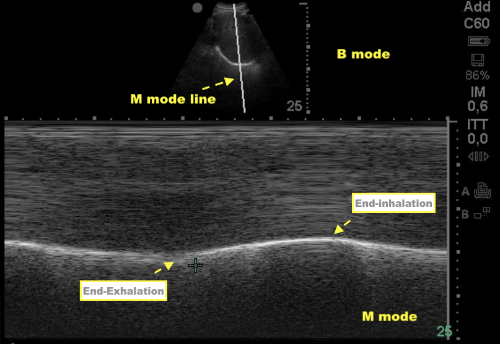 Add
C60
B mode
86%
M mode line
25
IM
0,6
ITT
0,0
A
End-inhalation
B
End-Exhalation
M mode
25